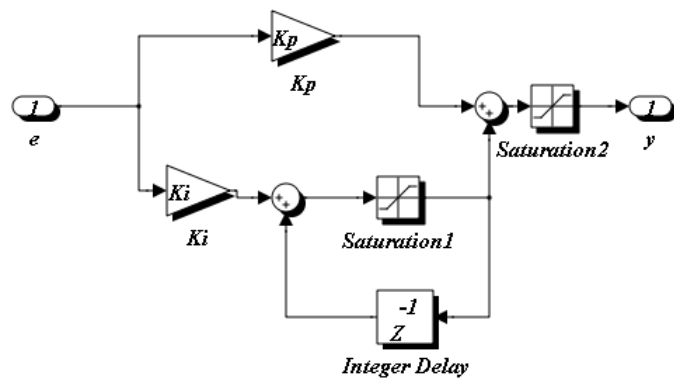 Kp
Kp
1
e
1
y
+
+
Saturation2
Ki
Ki
+
+
Saturation1
-1
Z
Integer Delay